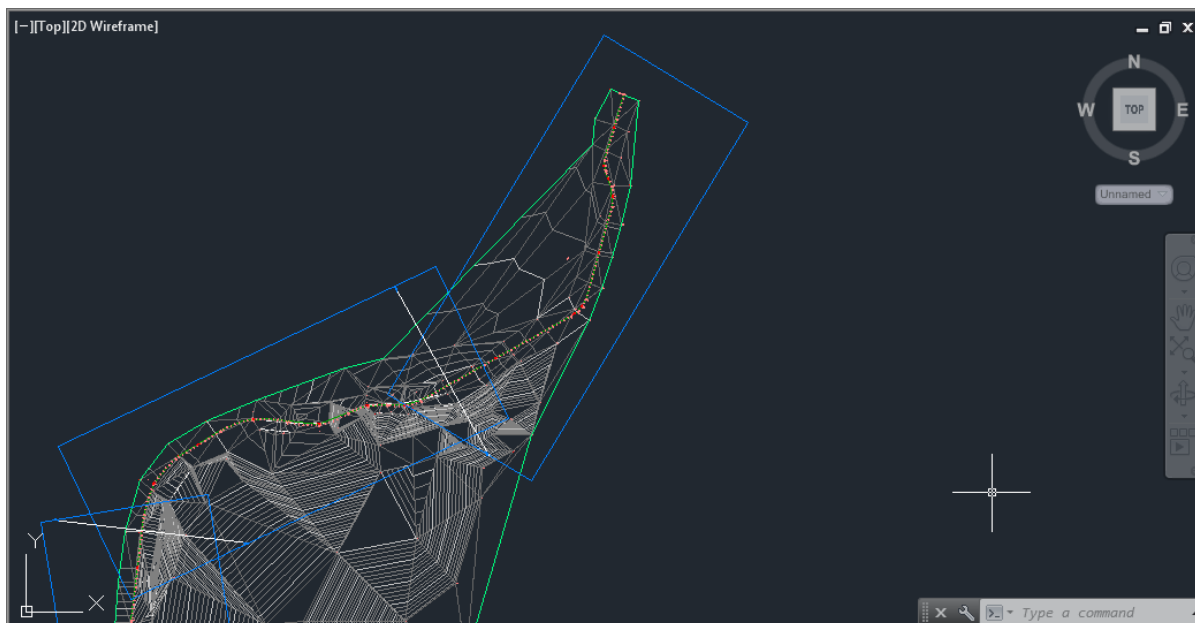 [−][Top][2D Wireframe]
N
W TOP E
S
Unnamed
Y
X
Type a command